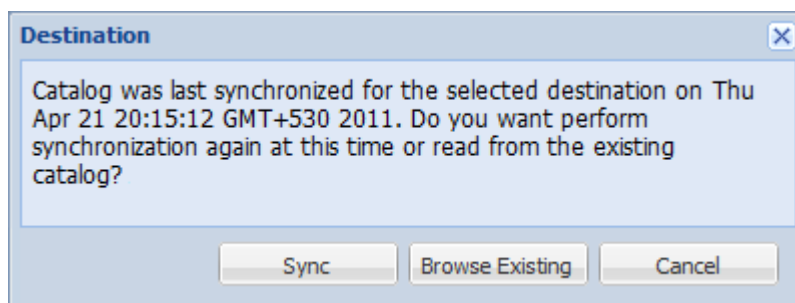 Destination
Catalog was last synchronized for the selected destination on Thu
Apr 21 20:15:12 GMT+530 2011. Do you want perform
synchronization again at this time or read from the existing
catalog?
Sync Browse Existing Cancel